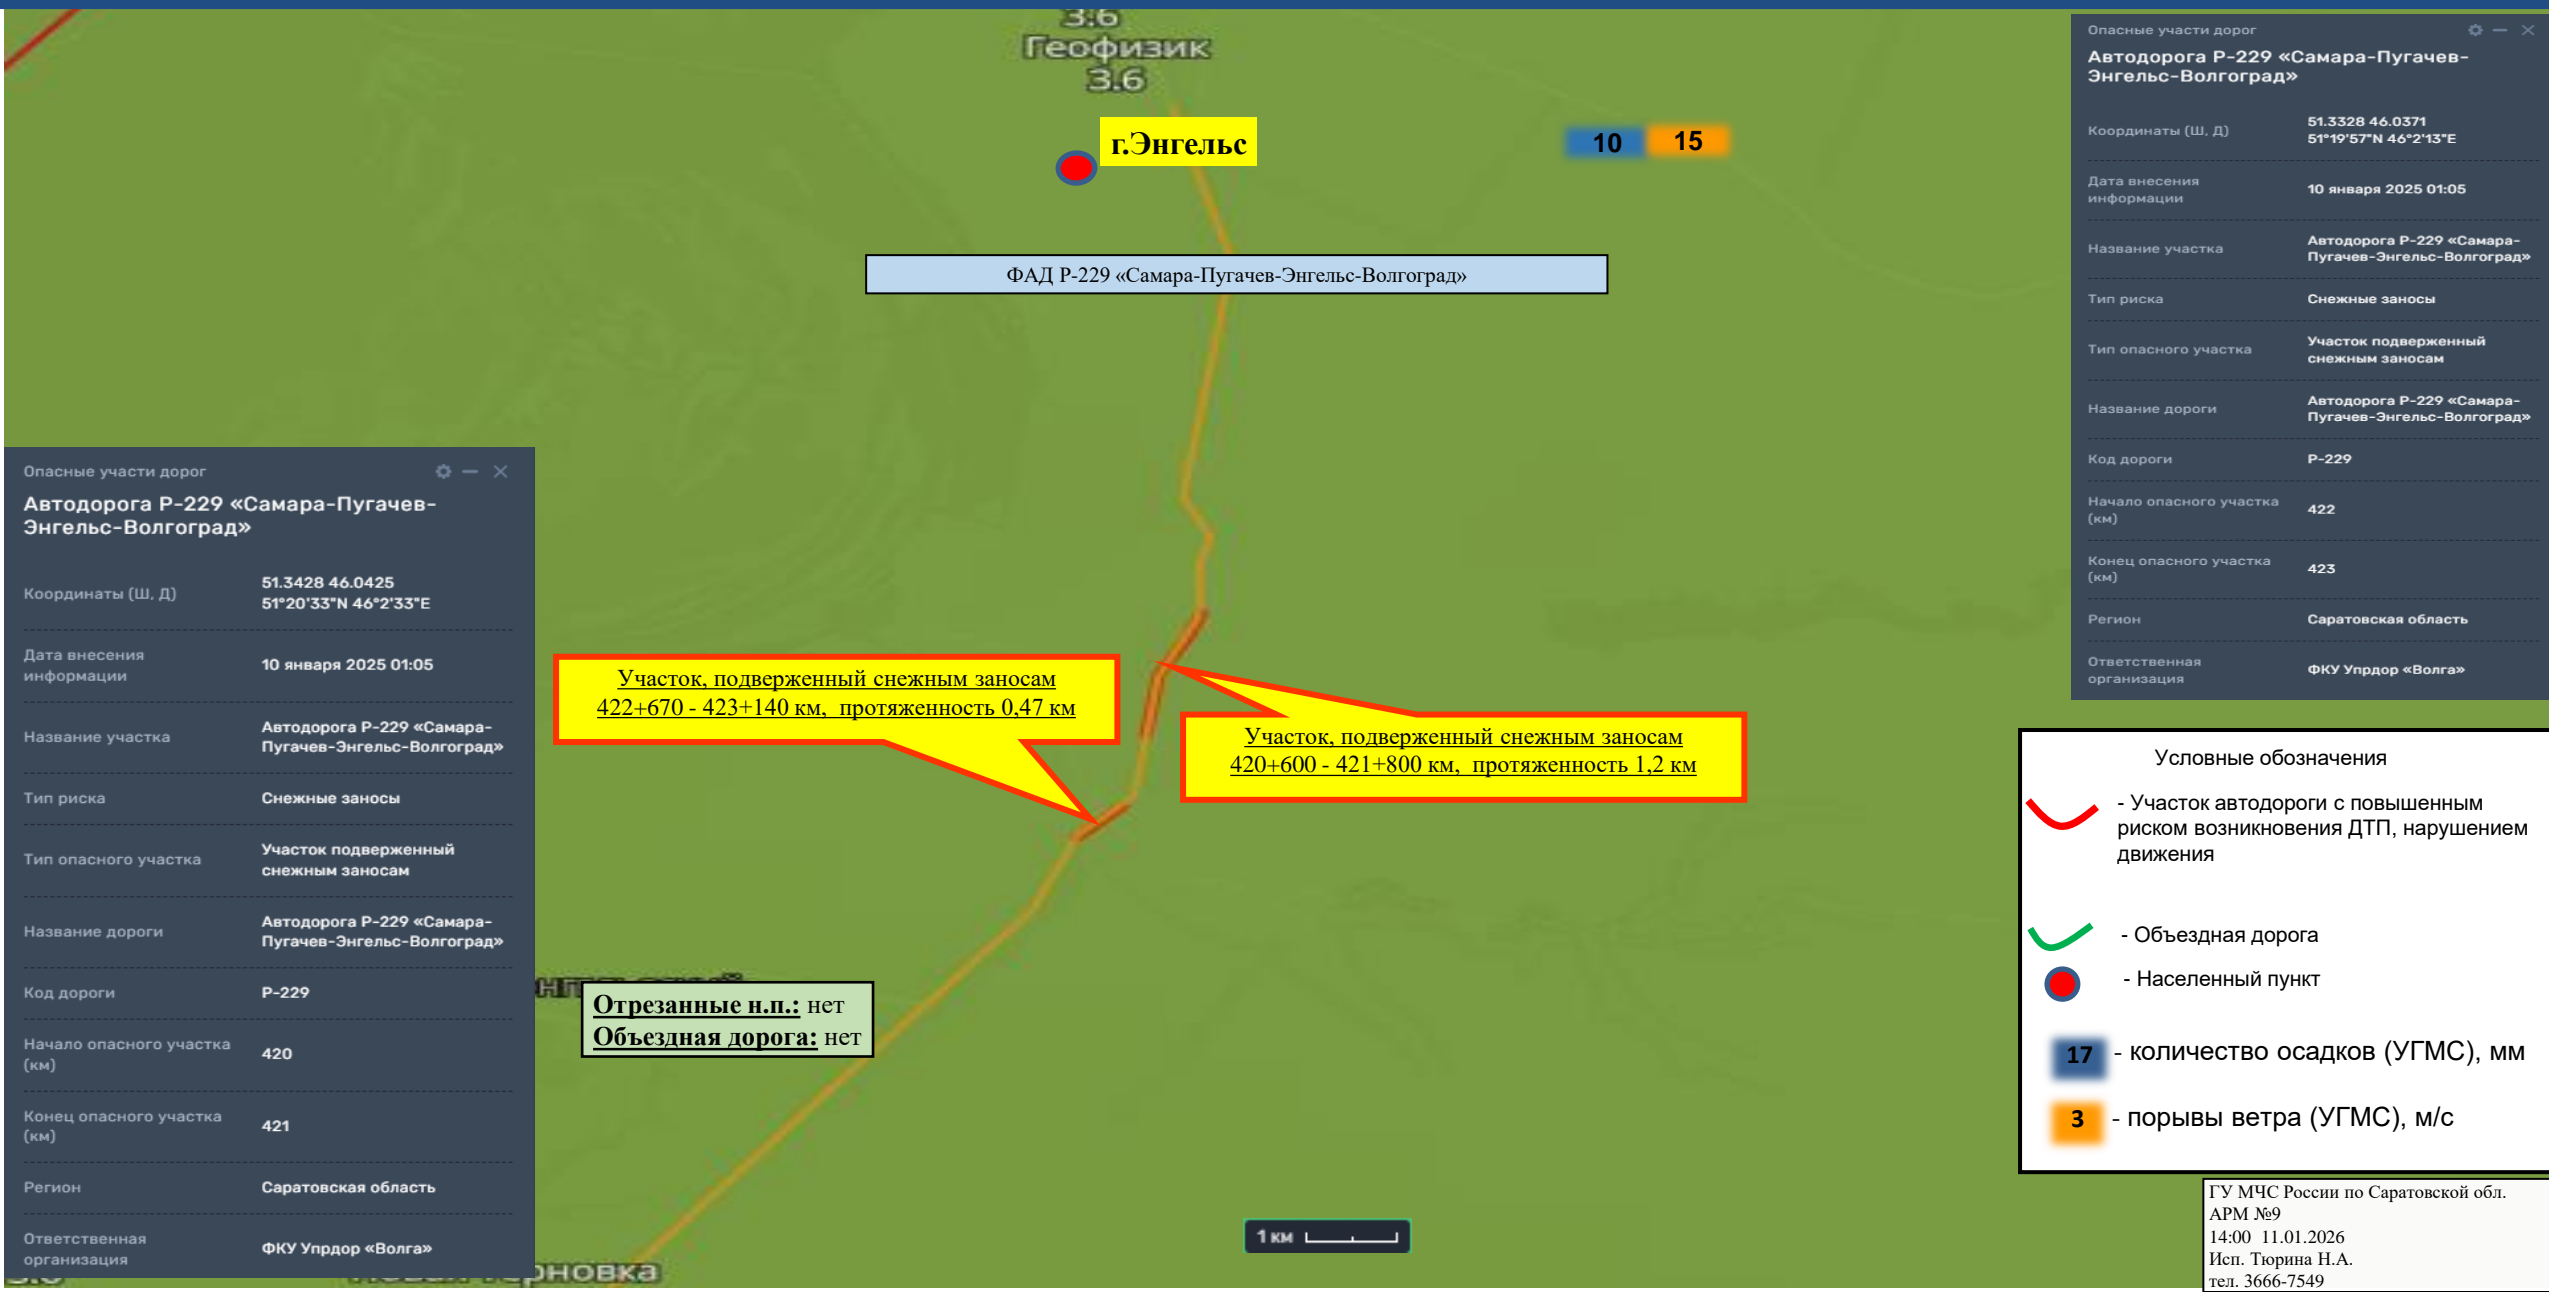 3.6
Геофизик
3.6
г.Энгельс
10 15
ФАД Р-229 «Самара-Пугачев-Энгельс-Волгоград»
Опасные участи дорог
Автодорога Р-229 «Самара-Пугачев-
Энгельс-Волгоград»
Координаты (Ш, Д)
51.3328 46.0371
51°19'57"N 46°2'13"E
Дата внесения
информации
10 января 2025 01:05
Название участка
Автодорога Р-229 «Самара-
Пугачев-Энгельс-Волгоград»
Тип риска
Снежные заносы
Тип опасного участка
Участок подверженный
снежным заносам
Название дороги
Автодорога Р-229 «Самара-
Пугачев-Энгельс-Волгоград»
Код дороги
Р-229
Начало опасного участка
(км)
422
Конец опасного участка
(км)
423
Регион
Саратовская область
Ответственная
организация
ФКУ Упрдор «Волга»
Опасные участи дорог
Автодорога Р-229 «Самара-Пугачев-
Энгельс-Волгоград»
Координаты (Ш, Д)
51.3428 46.0425
51°20'33"N 46°2'33"E
Дата внесения
информации
10 января 2025 01:05
Название участка
Автодорога Р-229 «Самара-
Пугачев-Энгельс-Волгоград»
Тип риска
Снежные заносы
Тип опасного участка
Участок подверженный
снежным заносам
Название дороги
Автодорога Р-229 «Самара-
Пугачев-Энгельс-Волгоград»
Код дороги
Р-229
Начало опасного участка
(км)
420
Конец опасного участка
(км)
421
Регион
Саратовская область
Ответственная
организация
ФКУ Упрдор «Волга»
Участок, подверженный снежным заносам
422+670 - 423+140 км, протяженность 0,47 км
Участок, подверженный снежным заносам
420+600 - 421+800 км, протяженность 1,2 км
Отрезанные н.п.: нет
Объездная дорога: нет
1 км
Условные обозначения
- Участок автодороги с повышенным
риском возникновения ДТП, нарушением
движения
- Объездная дорога
- Населенный пункт
17 - количество осадков (УГМС), мм
3 - порывы ветра (УГМС), м/с
ГУ МЧС России по Саратовской обл.
АРМ №9
14:00 11.01.2026
Исп. Тюрина Н.А.
тел. 3666-7549